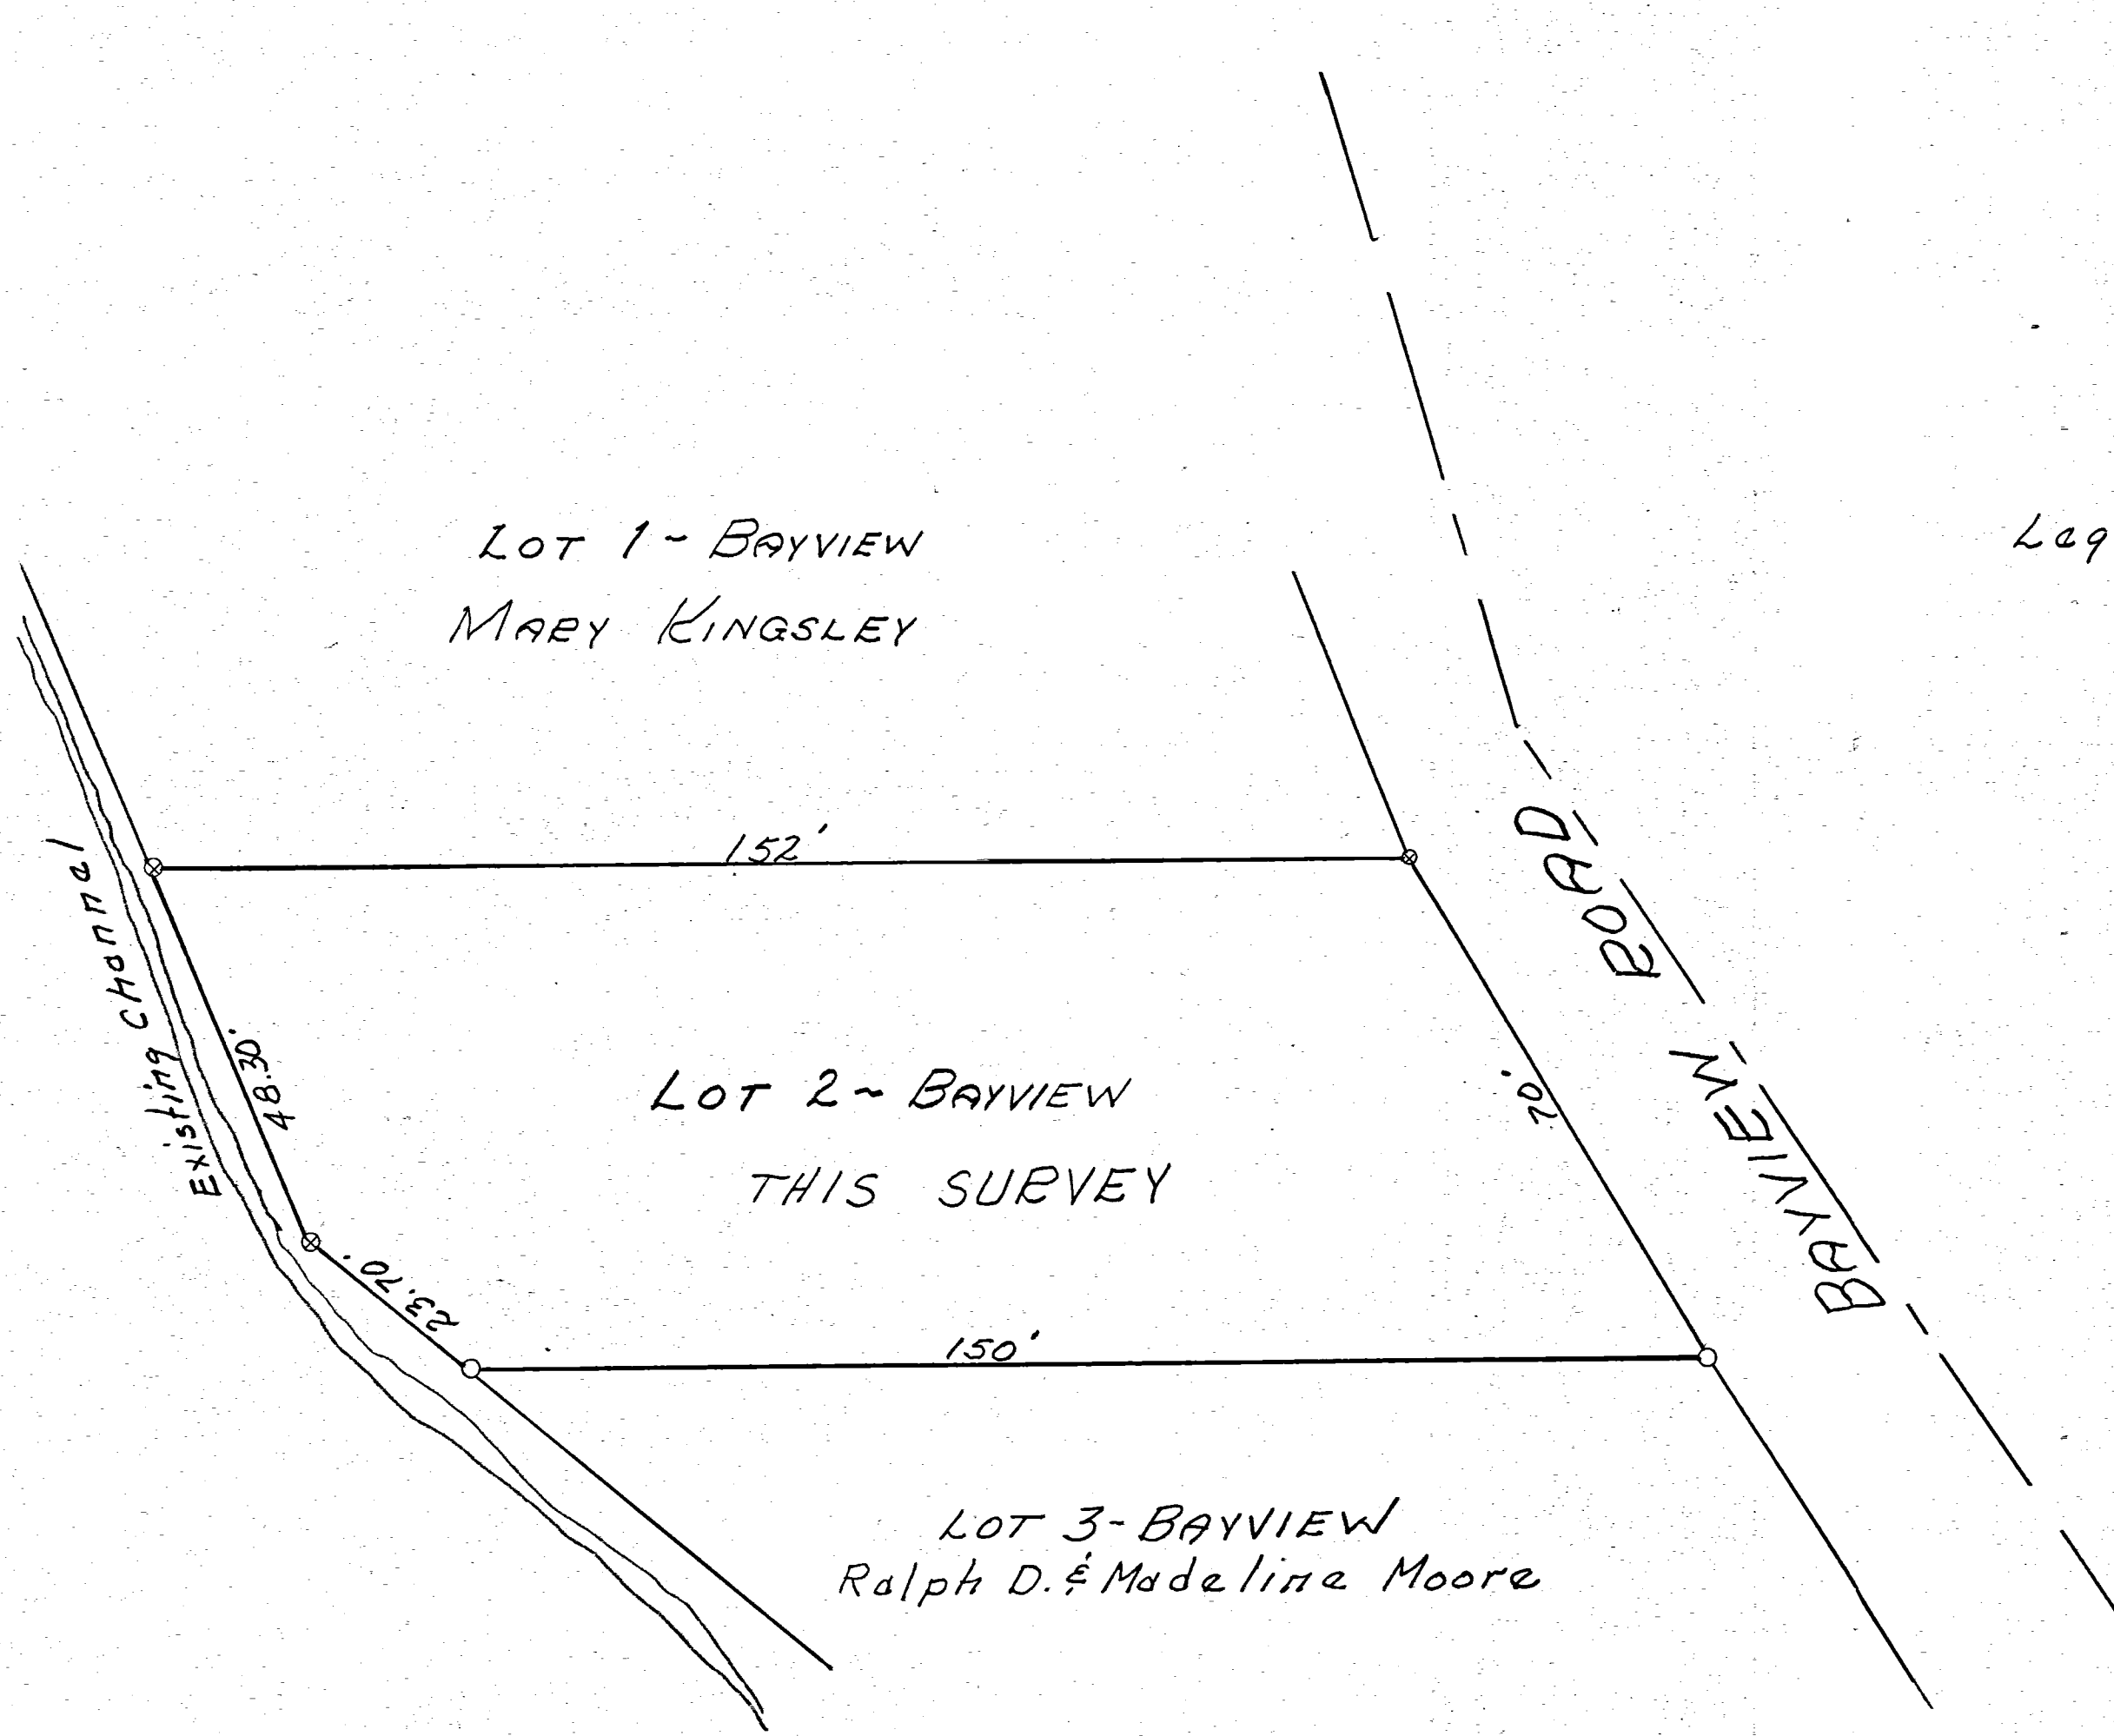 LOT 1 ~ BAYVIEW
MARY KINGSLEY
Leg
152'
BAYVIEW ROAD
Existing channel
48.30'
LOT 2 ~ BAYVIEW
THIS SURVEY
70'
23.70'
150'
LOT 3 - BAYVIEW
Ralph D. & Madeline Moore